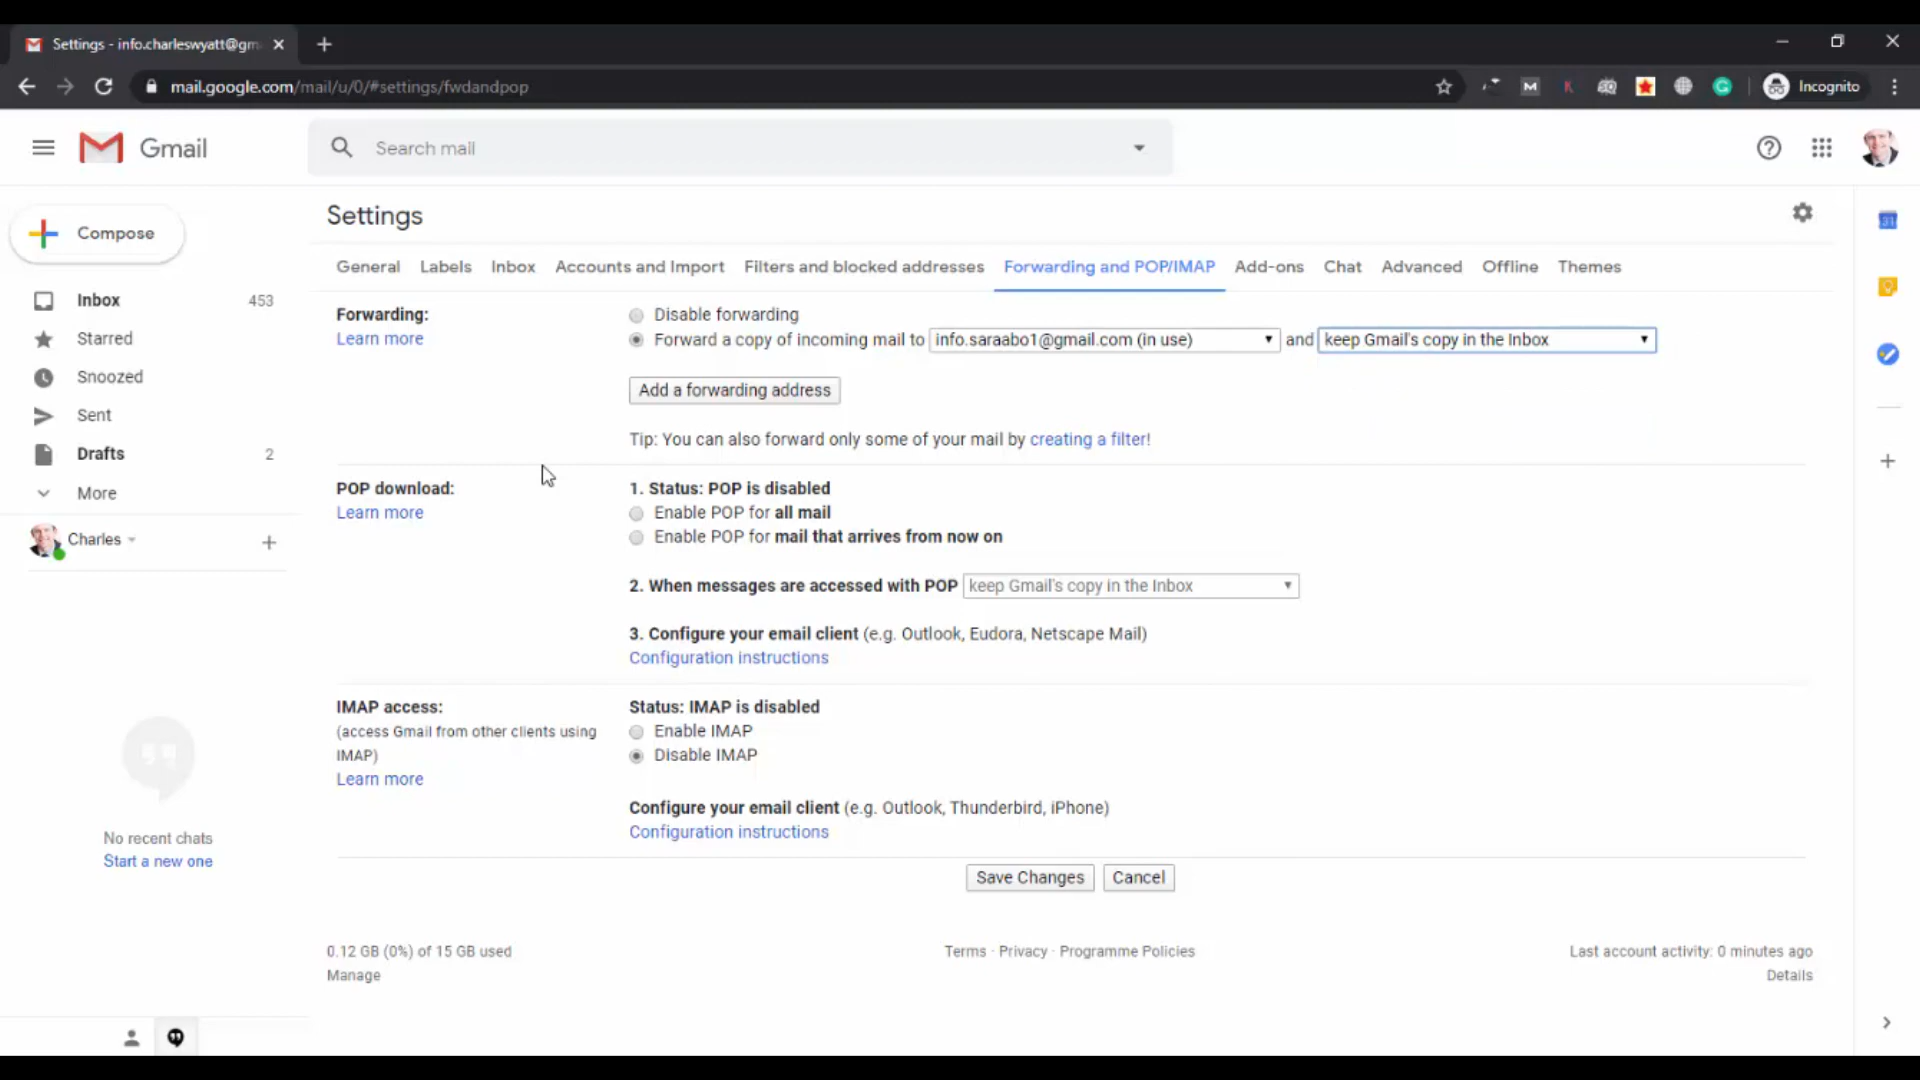 Settings - info.charleswyatt@gm
mail.google.com/mail/u/0/#settings/fwdandpop
Incognito
Gmail
Search mail
Compose
Inbox 453
Starred
Snoozed
Sent
Drafts 2
More
Charles
No recent chats
Start a new one
Settings
General Labels Inbox Accounts and Import Filters and blocked addresses Forwarding and POP/IMAP Add-ons Chat Advanced Offline Themes
Forwarding:
Learn more
Disable forwarding
Forward a copy of incoming mail to info.saraabo1@gmail.com (in use) and keep Gmail's copy in the Inbox
Add a forwarding address
Tip: You can also forward only some of your mail by creating a filter!
POP download:
Learn more
1. Status: POP is disabled
Enable POP for all mail
Enable POP for mail that arrives from now on
2. When messages are accessed with POP keep Gmail's copy in the Inbox
3. Configure your email client (e.g. Outlook, Eudora, Netscape Mail)
Configuration instructions
IMAP access:
(access Gmail from other clients using
IMAP)
Learn more
Status: IMAP is disabled
Enable IMAP
Disable IMAP
Configure your email client (e.g. Outlook, Thunderbird, iPhone)
Configuration instructions
Save Changes Cancel
0.12 GB (0%) of 15 GB used
Manage
Terms · Privacy · Programme Policies
Last account activity: 0 minutes ago
Details
31